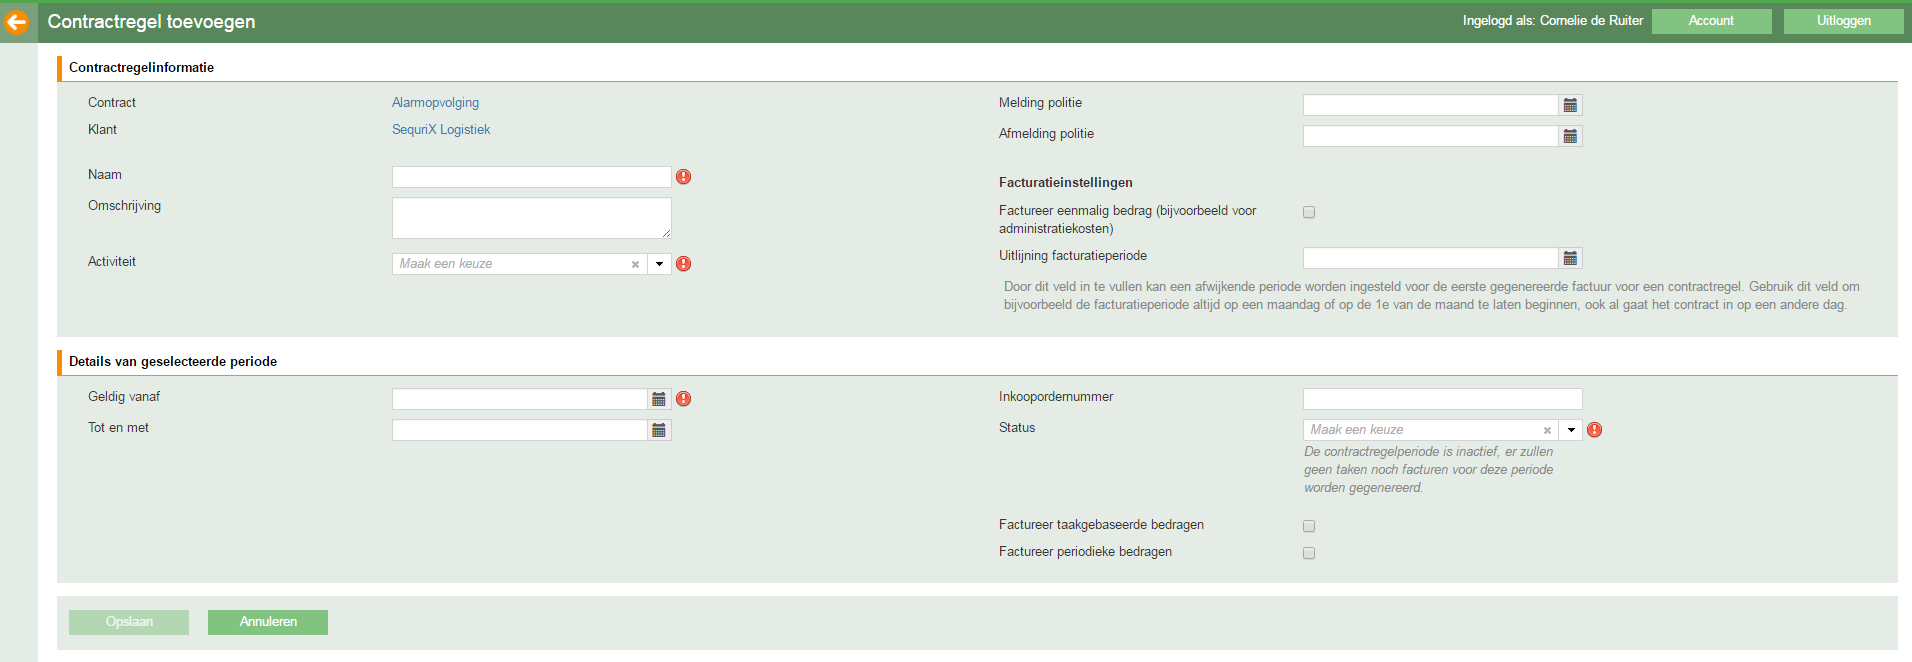 Contractregel toevoegen
Ingelogd als: Cornelie de Ruiter
Account
Uitloggen
Contractregelinformatie
Contract
Alarmopvolging
Klant
SequriX Logistiek
Naam
Omschrijving
Activiteit
Maak een keuze
Melding politie
Afmelding politie
Facturatieinstellingen
Factureer eenmalig bedrag (bijvoorbeeld voor
administratiekosten)
Uitlijning facturatieperiode
Door dit veld in te vullen kan een afwijkende periode worden ingesteld voor de eerste gegenereerde factuur voor een contractregel. Gebruik dit veld om
bijvoorbeeld de facturatieperiode altijd op een maandag of op de 1e van de maand te laten beginnen, ook al gaat het contract in op een andere dag.
Details van geselecteerde periode
Geldig vanaf
Tot en met
Inkoopordernummer
Status
Maak een keuze
De contractregelperiode is inactief, er zullen
geen taken noch facturen voor deze periode
worden gegenereerd.
Factureer taakgebaseerde bedragen
Factureer periodieke bedragen
Opslaan
Annuleren